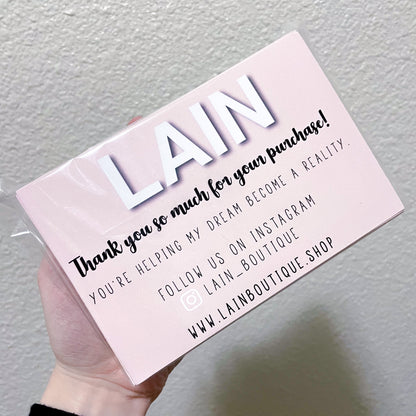 LAIN
Thank you so much for your purchase!
YOU'RE HELPING MY DREAM BECOME A REALITY.
FOLLOW US ON INSTAGRAM
LAIN_BOUTIQUE
WWW.LAINBOUTIQUE.SHOP